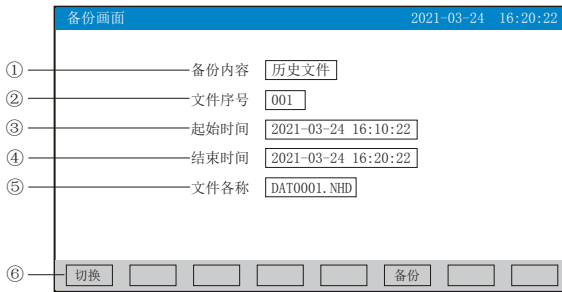 备份画面 2021-03-24 16:20:22
① 备份内容 历史文件
② 文件序号 001
③ 起始时间 2021-03-24 16:10:22
④ 结束时间 2021-03-24 16:20:22
⑤ 文件各称 DAT0001.NHD
⑥ 切换 备份